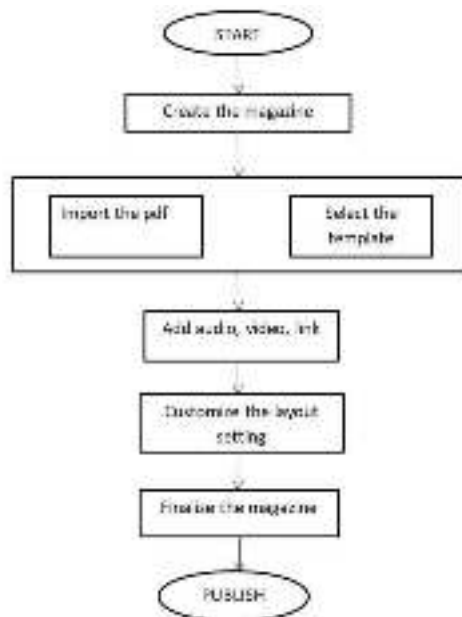 START
Create the magazine
Import the pdf
Select the
template
Add audio, video, link
Customize the layout
setting
Finalise the magazine
PUBLISH